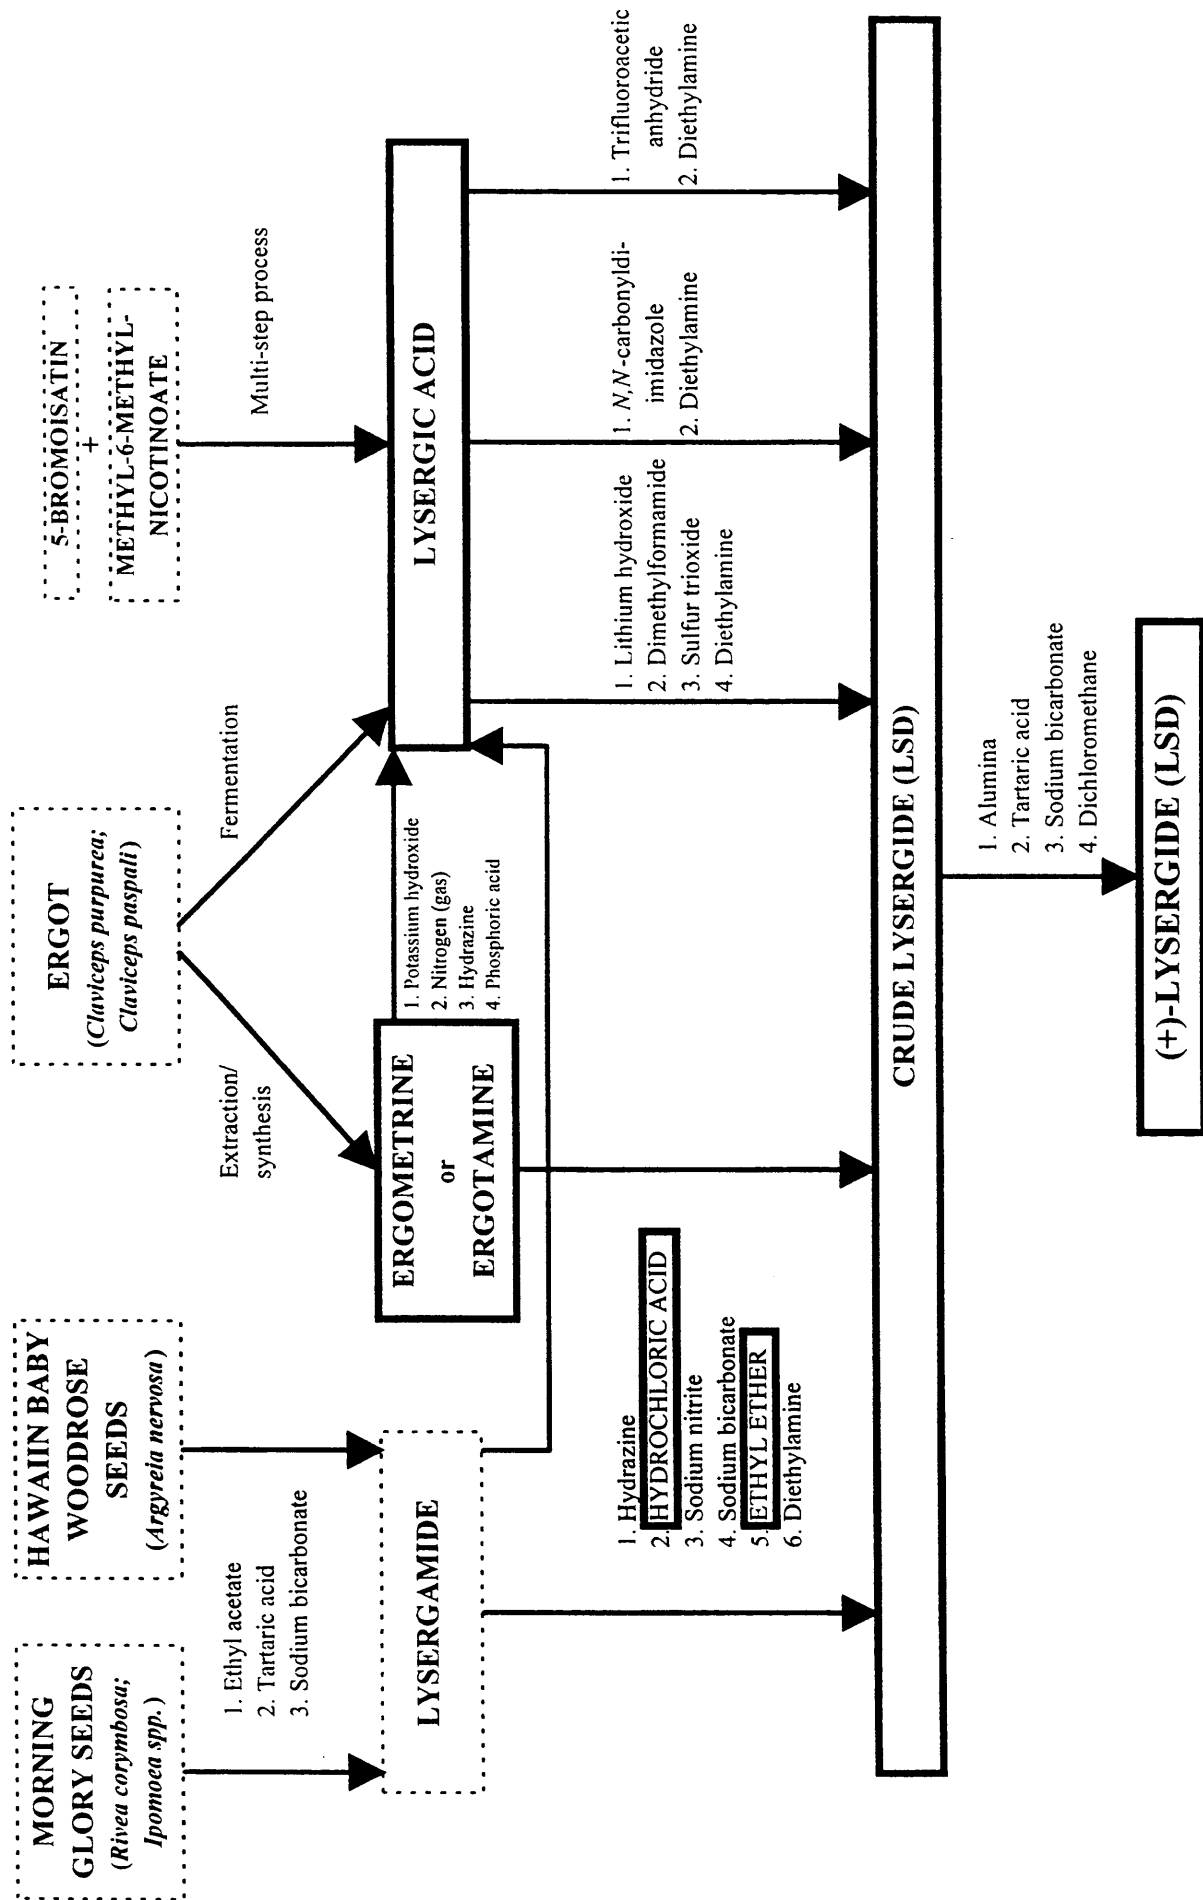 MORNING
GLORY SEEDS
(Rivea corymbosa;
Ipomoea spp.)
HAWAIIN BABY
WOODROSE
SEEDS
(Argyreia nervosa)
ERGOT
(Claviceps purpurea;
Claviceps paspali)
5-BROMOISATIN
+
METHYL-6-METHYL-
NICOTINOATE
1. Ethyl acetate
2. Tartaric acid
3. Sodium bicarbonate
Extraction/
synthesis
Fermentation
Multi-step process
LYSERGAMIDE
ERGOMETRINE
or
ERGOTAMINE
1. Potassium hydroxide
2. Nitrogen (gas)
3. Hydrazine
4. Phosphoric acid
LYSERGIC ACID
1. Hydrazine
2. HYDROCHLORIC ACID
3. Sodium nitrite
4. Sodium bicarbonate
5. ETHYL ETHER
6. Diethylamine
1. Lithium hydroxide
2. Dimethylformamide
3. Sulfur trioxide
4. Diethylamine
1. N,N-carbonyldi-
imidazole
2. Diethylamine
1. Trifluroacetic
anhydride
2. Diethylamine
CRUDE LYSERGIDE (LSD)
1. Alumina
2. Tartaric acid
3. Sodium bicarbonate
4. Dichloromethane
(+)-LYSERGIDE (LSD)